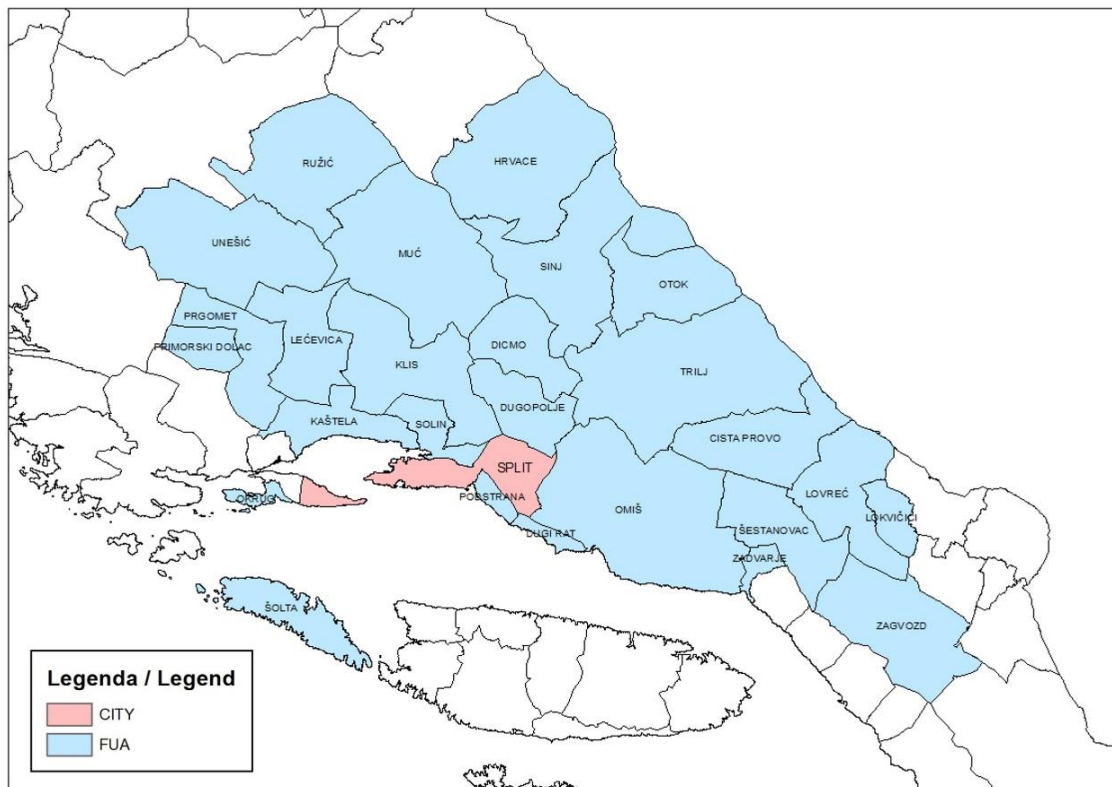 RUŽIĆ
HRVACE
UNEŠIĆ
MUĆ
SINJ
OTOK
PRGOMET
LEĆEVICA
PRIMORSKI DOLAC
DICMO
KLIS
TRILJ
DUGOPOLJE
KAŠTELA
SOLIN
CISTA PROVO
SPLIT
OKRUG
PODSTRANA
LOVREĆ
OMIŠ
LOKVIČIĆI
DUGI RAT
ŠESTANOVAC
ZADVARJE
ŠOLTA
ZAGVOZD
Legenda / Legend
CITY
FUA